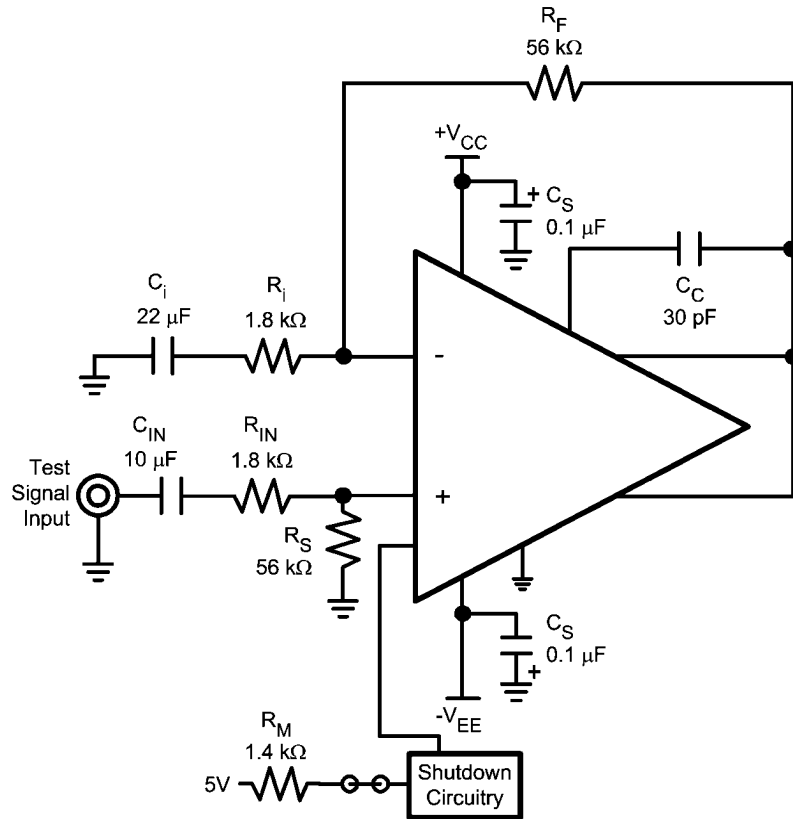 RF
56 kΩ
+VCC
+ CS
0.1 µF
CC
30 pF
Ci
22 µF
Ri
1.8 kΩ
-
CIN
10 µF
RIN
1.8 kΩ
Test
Signal
Input
+
RS
56 kΩ
CS
0.1 µF
+
-VEE
RM
1.4 kΩ
5V
Shutdown
Circuitry